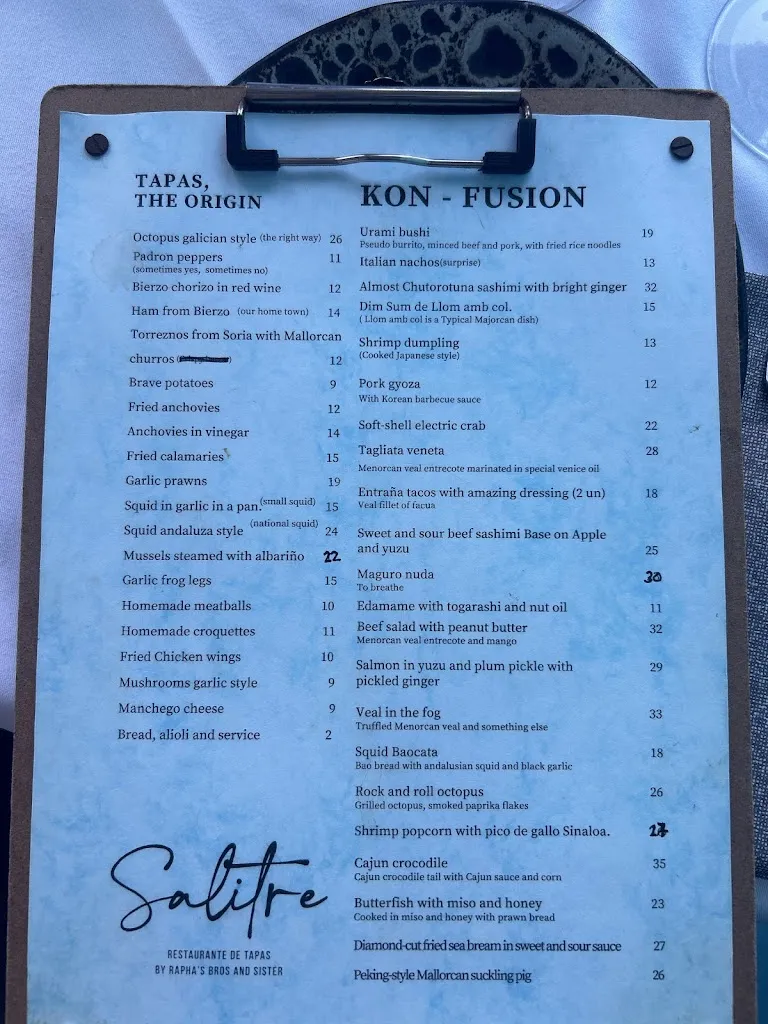 TAPAS,
THE ORIGIN
Octopus galician style (the right way) 26
Padron peppers 11
(sometimes yes, sometimes no)
Bierzo chorizo in red wine 12
Ham from Bierzo (our home town) 14
Torreznos from Soria with Mallorcan
churros 12
Brave potatoes 9
Fried anchovies 12
Anchovies in vinegar 14
Fried calamaries 15
Garlic prawns 19
Squid in garlic in a pan.(small squid) 15
Squid andaluza style (national squid) 24
Mussels steamed with albariño 22
Garlic frog legs 15
Homemade meatballs 10
Homemade croquettes 11
Fried Chicken wings 10
Mushrooms garlic style 9
Manchego cheese 9
Bread, alioli and service 2
Salitre
RESTAURANTE DE TAPAS
BY RAPHA'S BROS AND SISTER
KON - FUSION
Urami bushi 19
Pseudo burrito, minced beef and pork, with fried rice noodles
Italian nachos(surprise) 13
Almost Chutorotuna sashimi with bright ginger 32
Dim Sum de Llom amb col. 15
( Llom amb col is a Typical Majorcan dish)
Shrimp dumpling 13
(Cooked Japanese style)
Pork gyoza 12
With Korean barbecue sauce
Soft-shell electric crab 22
Tagliata veneta 28
Menorcan veal entrecote marinated in special venice oil
Entraña tacos with amazing dressing (2 un) 18
Veal fillet of facua
Sweet and sour beef sashimi Base on Apple
and yuzu 25
Maguro nuda 30
To breathe
Edamame with togarashi and nut oil 11
Beef salad with peanut butter 32
Menorcan veal entrecote and mango
Salmon in yuzu and plum pickle with 29
pickled ginger
Veal in the fog 33
Truffled Menorcan veal and something else
Squid Baocata 18
Bao bread with andalusian squid and black garlic
Rock and roll octopus 26
Grilled octopus, smoked paprika flakes
Shrimp popcorn with pico de gallo Sinaloa. 27
Cajun crocodile 35
Cajun crocodile tail with Cajun sauce and corn
Butterfish with miso and honey 23
Cooked in miso and honey with prawn bread
Diamond-cut fried sea bream in sweet and sour sauce 27
Peking-style Mallorcan suckling pig 26